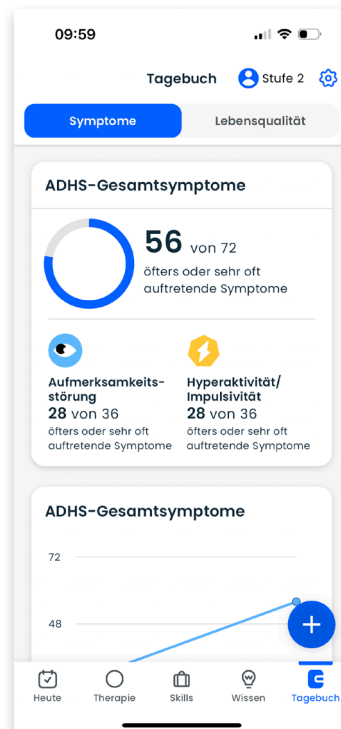 09:59
Tagebuch Stufe 2
Symptome Lebensqualität
ADHS-Gesamtsymptome
56 von 72
öfters oder sehr oft
auftretende Symptome
Aufmerksamkeits-
störung
28 von 36
öfters oder sehr oft
auftretende Symptome
Hyperaktivität/
Impulsivität
28 von 36
öfters oder sehr oft
auftretende Symptome
ADHS-Gesamtsymptome
72
48
Heute Therapie Skills Wissen Tagebuch